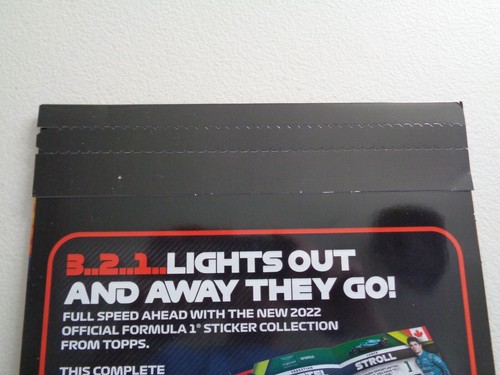 3..2..1..LIGHTS OUT
AND AWAY THEY GO!
FULL SPEED AHEAD WITH THE NEW 2022
OFFICIAL FORMULA 1® STICKER COLLECTION
FROM TOPPS.
THIS COMPLETE
STROLL
1